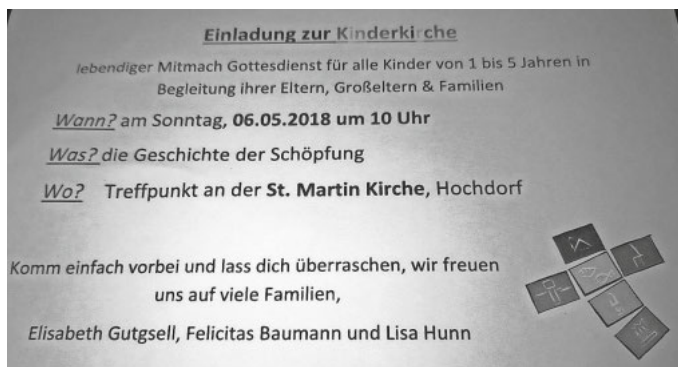 Einladung zur Kinderkirche
lebendiger Mitmach Gottesdienst für alle Kinder von 1 bis 5 Jahren in
Begleitung ihrer Eltern, Großeltern & Familien
Wann? am Sonntag, 06.05.2018 um 10 Uhr
Was? die Geschichte der Schöpfung
Wo? Treffpunkt an der St. Martin Kirche, Hochdorf
Komm einfach vorbei und lass dich überraschen, wir freuen
uns auf viele Familien,
Elisabeth Gutgsell, Felicitas Baumann und Lisa Hunn